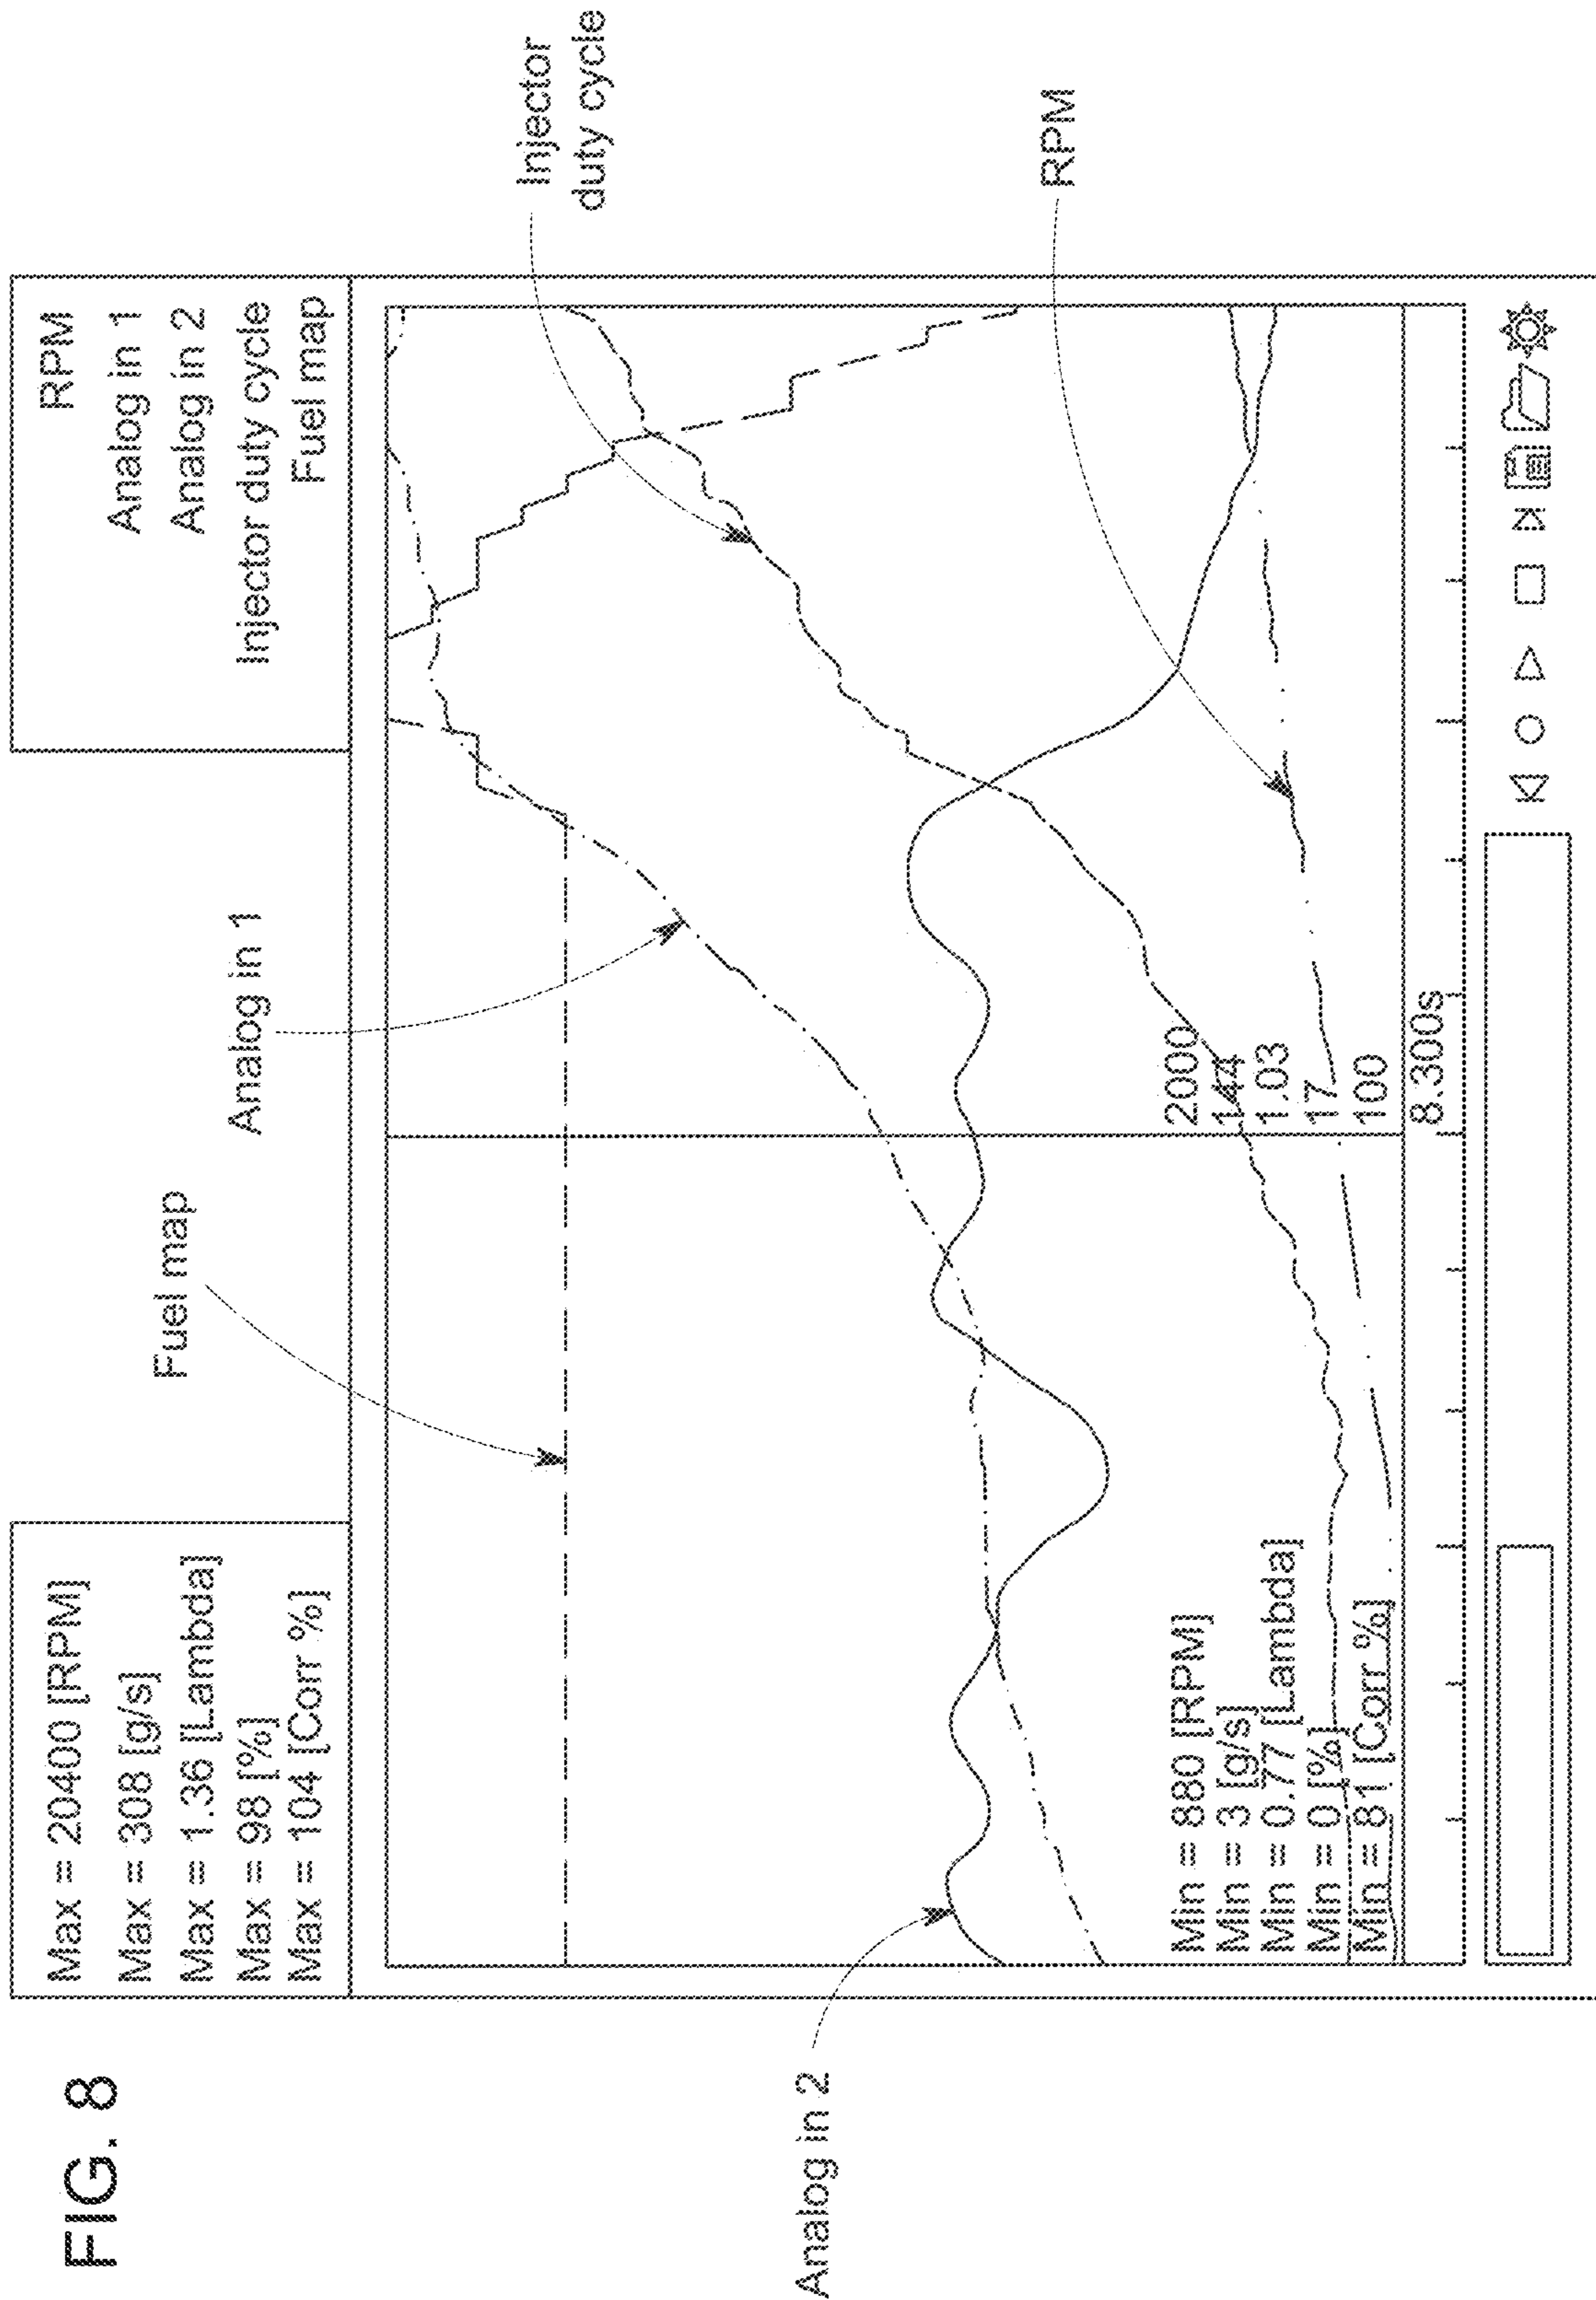 FIG. 8
Max = 20400 [RPM]
Max = 308 [g/s]
Max = 1.36 [Lambda]
Max = 98 [%]
Max = 104 [Corr %]
RPM
Analog in 1
Analog in 2
Injector duty cycle
Fuel map
Fuel map
Analog in 1
Injector
duty cycle
Analog in 2
RPM
Min = 880 [RPM]
Min = 3 [g/s]
Min = 0.77 [Lambda]
Min = 0 [%]
Min = 81 [Corr %]
2000
144
1.03
17
100
8.300s